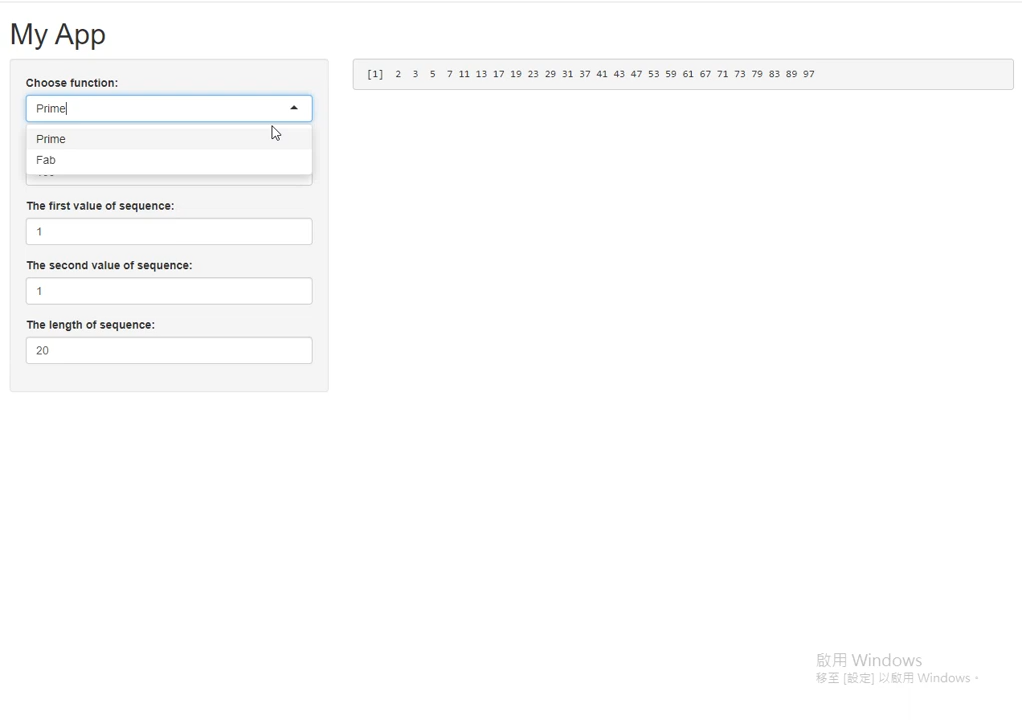 My App
Choose function:
Prime
Prime
Fab
The first value of sequence:
1
The second value of sequence:
1
The length of sequence:
20
[1]  2  3  5  7 11 13 17 19 23 29 31 37 41 43 47 53 59 61 67 71 73 79 83 89 97
啟用 Windows
移至 [設定] 以啟用 Windows。